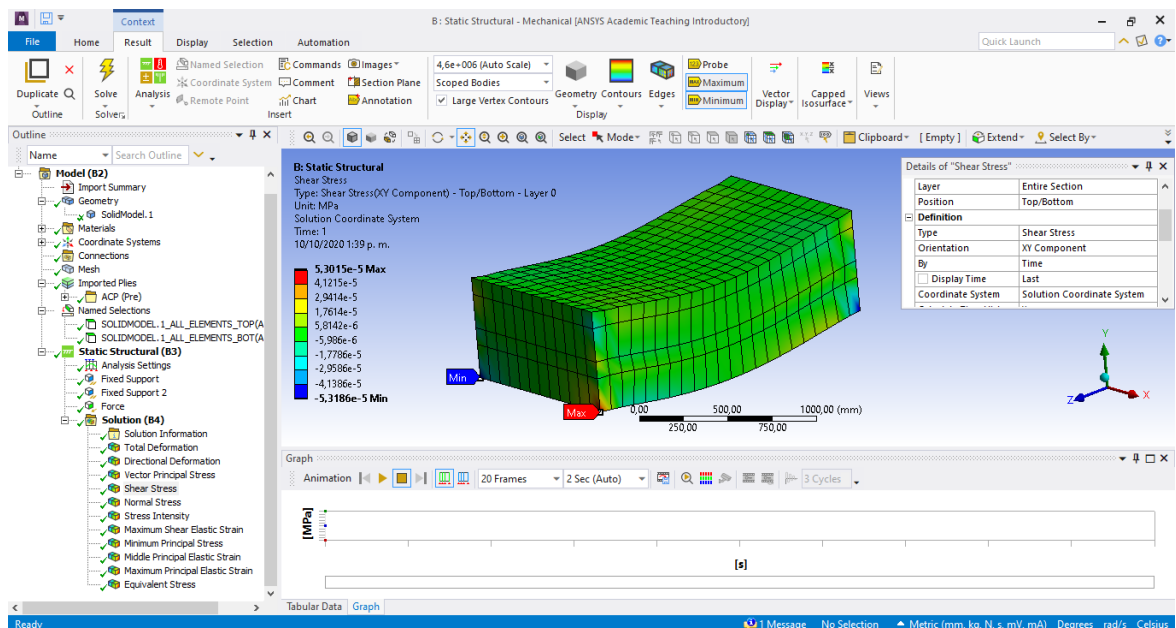 Context
B : Static Structural - Mechanical [ANSYS Academic Teaching Introductory]
File Home Result Display Selection Automation
Quick Launch
Duplicate
Outline
Solve
Solver
Analysis
Named Selection
Coordinate System
Remote Point
Commands
Comment
Chart
Images
Section Plane
Annotation
Insert
4,6e+006 (Auto Scale)
Scoped Bodies
Large Vertex Contours
Geometry Contours Edges
Display
Probe
Maximum
Minimum
Vector Display
Capped Isosurface
Views
Outline
Name
Search Outline
Select Mode
Clipboard [ Empty ] Extend Select By
Model (B2)
Import Summary
Geometry
SolidModel.1
Materials
Coordinate Systems
Connections
Mesh
Imported Plies
ACP (Pre)
Named Selections
SOLIDMODEL.1_ALL_ELEMENTS_TOP(A
SOLIDMODEL.1_ALL_ELEMENTS_BOT(A
Static Structural (B3)
Analysis Settings
Fixed Support
Fixed Support 2
Force
Solution (B4)
Solution Information
Total Deformation
Directional Deformation
Vector Principal Stress
Shear Stress
Normal Stress
Stress Intensity
Maximum Shear Elastic Strain
Minimum Principal Stress
Middle Principal Elastic Strain
Maximum Principal Elastic Strain
Equivalent Stress
B: Static Structural
Shear Stress
Type: Shear Stress(XY Component) - Top/Bottom - Layer 0
Unit: MPa
Solution Coordinate System
Time: 1
10/10/2020 1:39 p. m.
5,3015e-5 Max
4,1215e-5
2,9414e-5
1,7614e-5
5,8142e-6
-5,986e-6
-1,7786e-5
-2,9586e-5
-4,1386e-5
-5,3186e-5 Min
Min
Max
0,00 500,00 1000,00 (mm)
250,00 750,00
Y
Z
X
Details of "Shear Stress"
Layer Entire Section
Position Top/Bottom
Definition
Type Shear Stress
Orientation XY Component
By Time
Display Time Last
Coordinate System Solution Coordinate System
Graph
Animation 20 Frames 2 Sec (Auto) 3 Cycles
[MPa]
[s]
Tabular Data Graph
Ready
1 Message No Selection Metric (mm, kg, N, s, mV, mA) Degrees rad/s Celsius